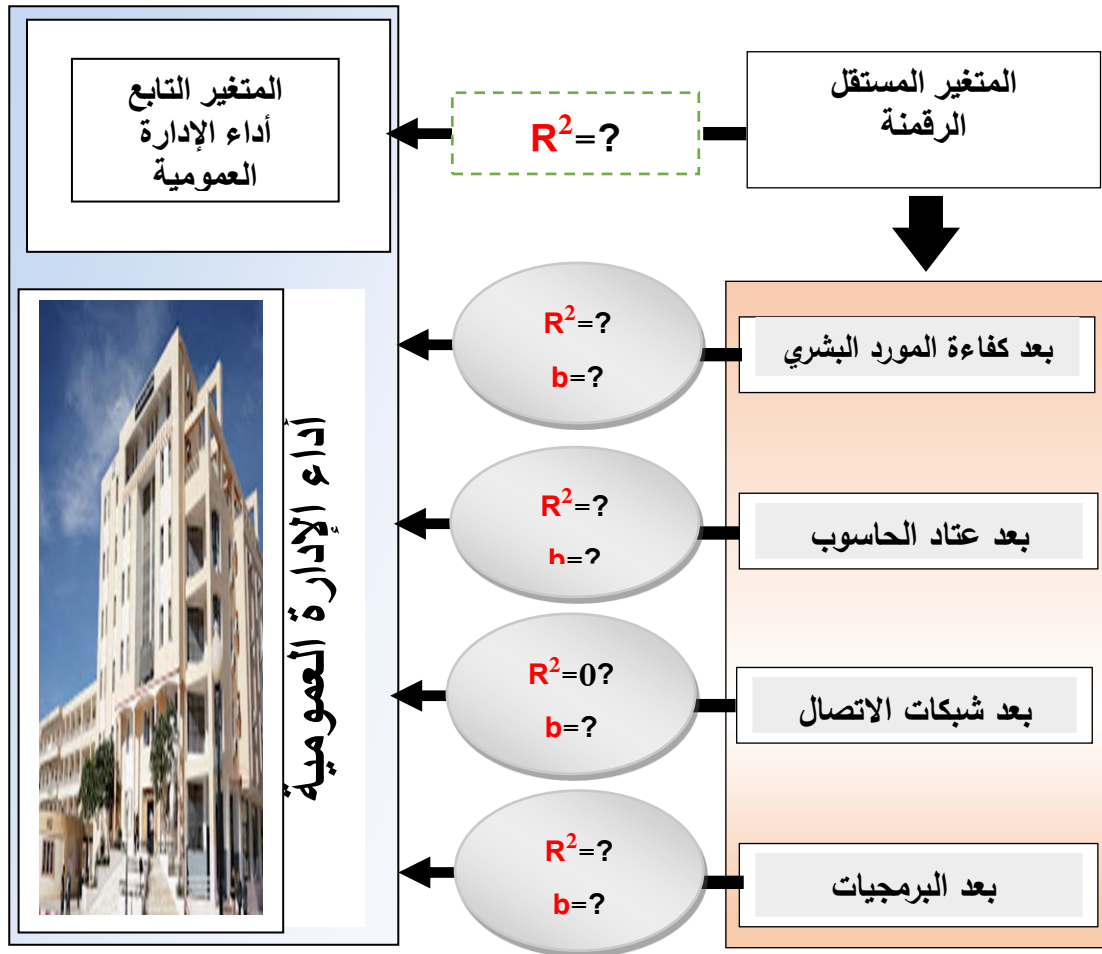 المتغير المستقل
الرقمنة
R²=?
المتغير التابع
أداء الإدارة
العمومية
بعد كفاءة المورد البشري
R²=?
b=?
بعد عتاد الحاسوب
R²=?
b=?
بعد شبكات الاتصال
R²=0?
b=?
بعد البرمجيات
R²=?
b=?
أداء الإدارة العمومية